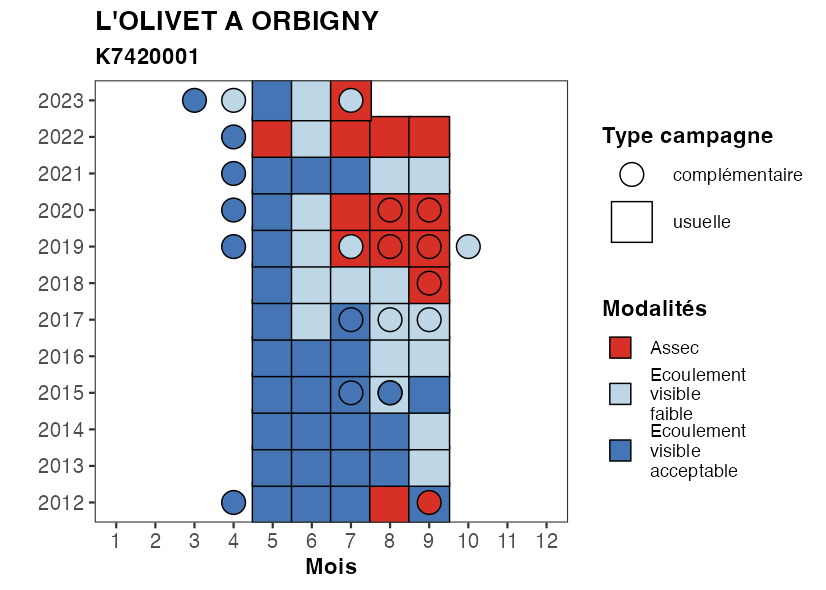 L'OLIVET A ORBIGNY
K7420001
2023
2022
2021
2020
2019
2018
2017
2016
2015
2014
2013
2012
1 2 3 4 5 6 7 8 9 10 11 12
Mois
Type campagne
complémentaire
usuelle
Modalités
Assec
Ecoulement
visible
faible
Ecoulement
visible
acceptable